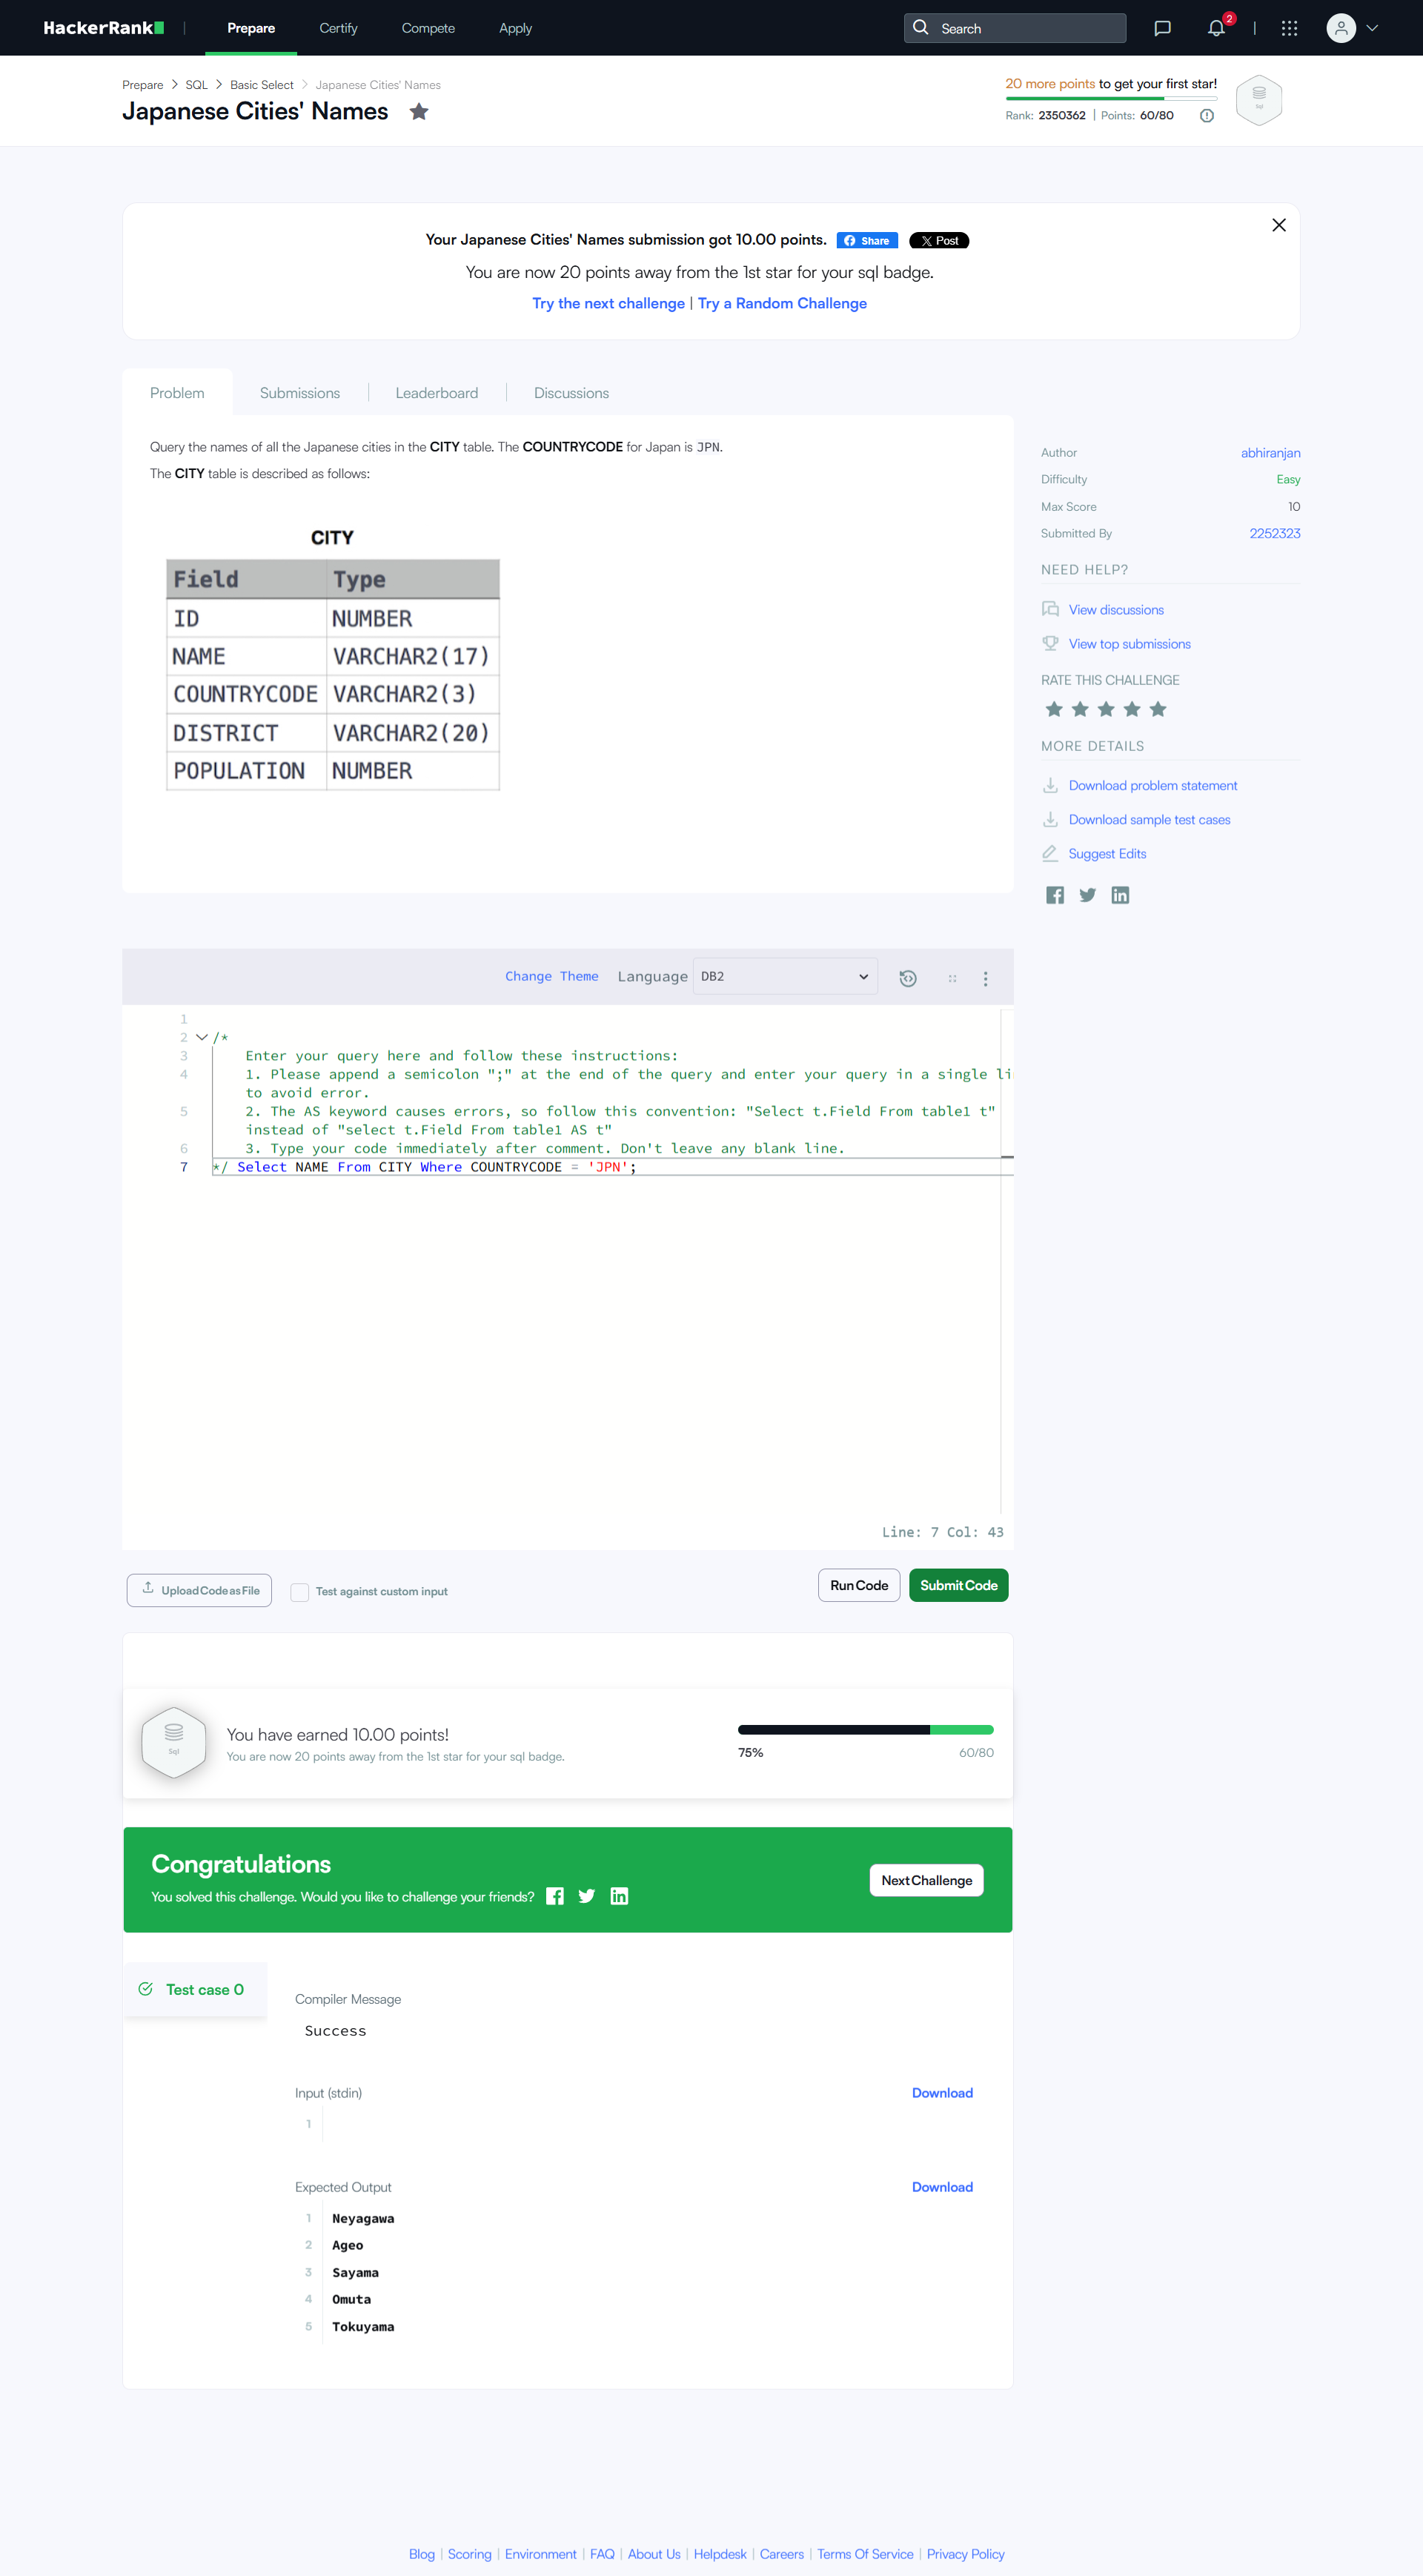 HackerRank | Prepare Certify Compete Apply Search 2 |
Prepare > SQL > Basic Select > Japanese Cities' Names
Japanese Cities' Names
20 more points to get your first star!
Rank: 2350362 | Points: 60/80
Sql
Your Japanese Cities' Names submission got 10.00 points. Share Post
You are now 20 points away from the 1st star for your sql badge.
Try the next challenge | Try a Random Challenge
Problem Submissions Leaderboard Discussions
Query the names of all the Japanese cities in the CITY table. The COUNTRYCODE for Japan is JPN.
The CITY table is described as follows:
CITY
Field Type
ID NUMBER
NAME VARCHAR2(17)
COUNTRYCODE VARCHAR2(3)
DISTRICT VARCHAR2(20)
POPULATION NUMBER
Author abhiranjan
Difficulty Easy
Max Score 10
Submitted By 2252323
NEED HELP?
View discussions
View top submissions
RATE THIS CHALLENGE
MORE DETAILS
Download problem statement
Download sample test cases
Suggest Edits
Change Theme Language DB2
1
2 /*
3 Enter your query here and follow these instructions:
4 1. Please append a semicolon ";" at the end of the query and enter your query in a single li
to avoid error.
5 2. The AS keyword causes errors, so follow this convention: "Select t.Field From table1 t"
instead of "select t.Field From table1 AS t"
6 3. Type your code immediately after comment. Don't leave any blank line.
7 */ Select NAME From CITY Where COUNTRYCODE = 'JPN';
Line: 7 Col: 43
Upload Code as File Test against custom input Run Code Submit Code
Sql
You have earned 10.00 points!
You are now 20 points away from the 1st star for your sql badge.
75% 60/80
Congratulations
You solved this challenge. Would you like to challenge your friends?
Next Challenge
Test case 0
Compiler Message
Success
Input (stdin) Download
1
Expected Output Download
1 Neyagawa
2 Ageo
3 Sayama
4 Omuta
5 Tokuyama
Blog | Scoring | Environment | FAQ | About Us | Helpdesk | Careers | Terms Of Service | Privacy Policy